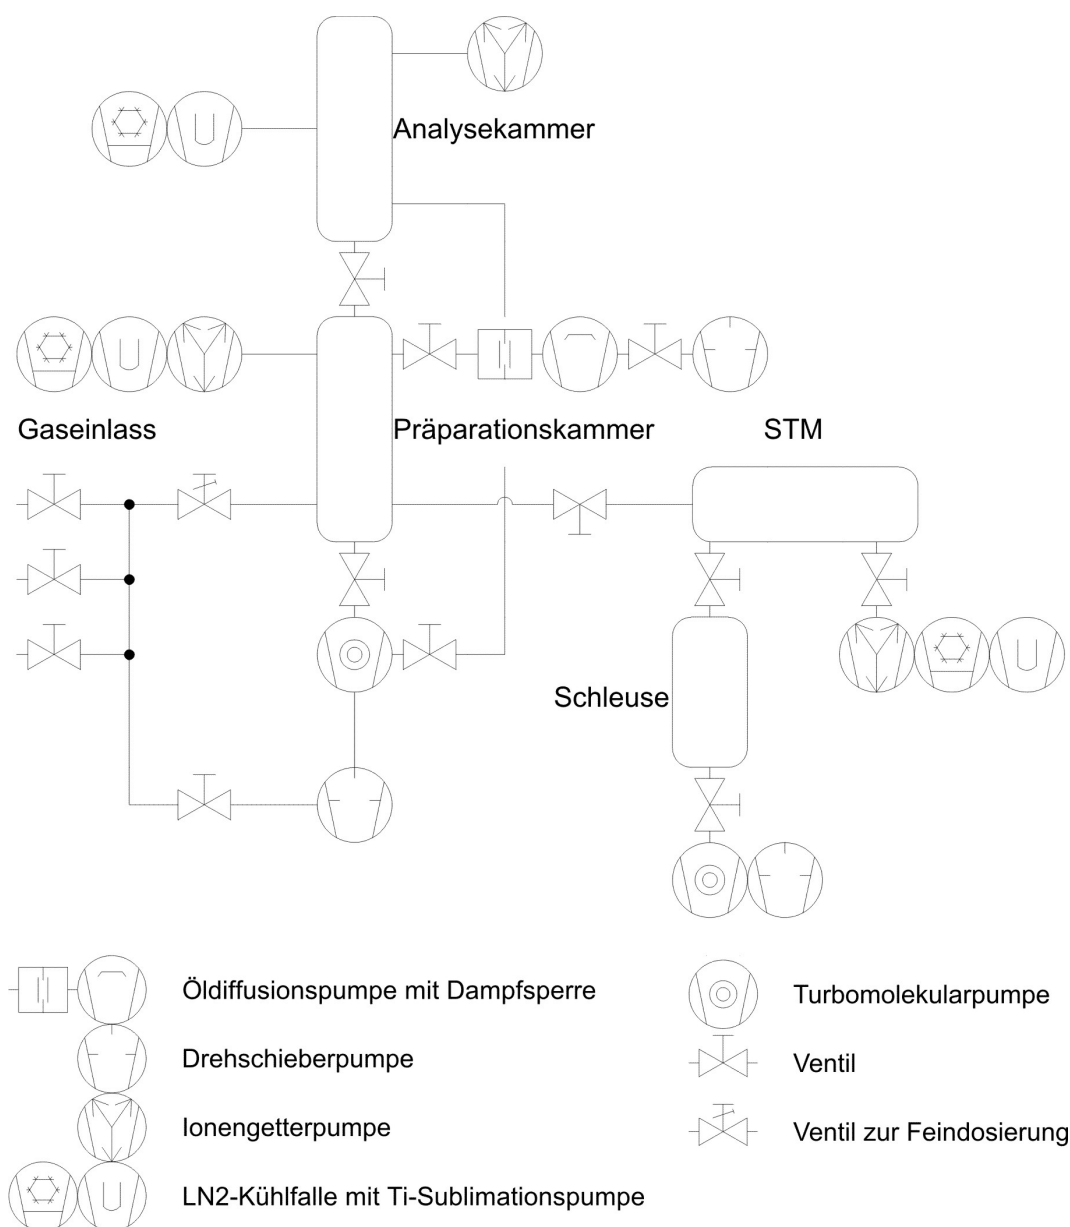 Analysekammer
Gaseinlass
Präparationskammer
STM
Schleuse
Öldiffusionspumpe mit Dampfsperre
Drehschieberpumpe
Ionengetterpumpe
LN2-Kühlfalle mit Ti-Sublimationspumpe
Turbomolekularpumpe
Ventil
Ventil zur Feindosierung